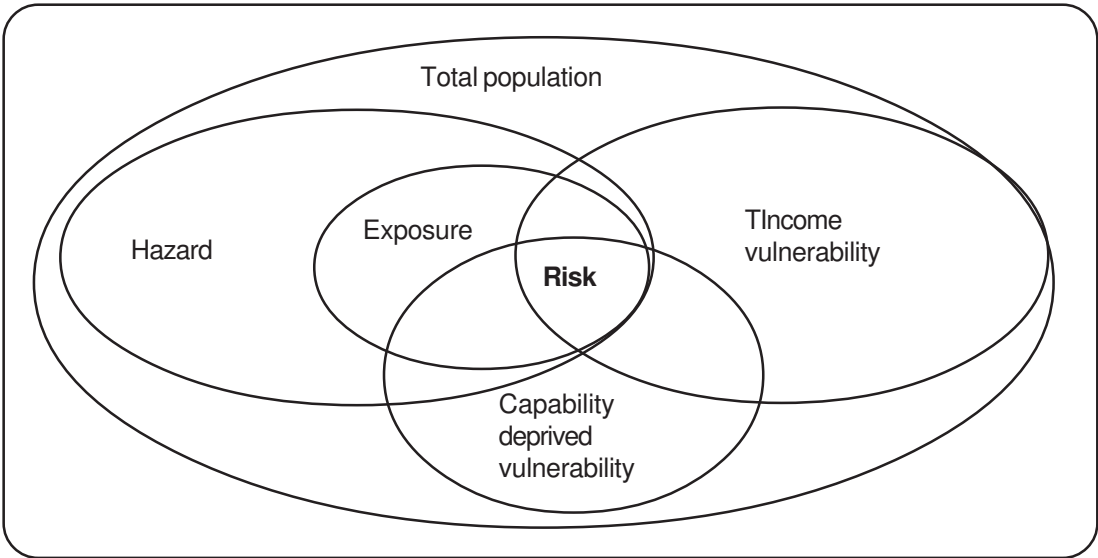 Total population
Hazard
Exposure
Risk
TIncome
vulnerability
Capability
deprived
vulnerability